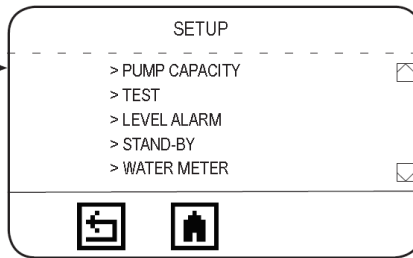 SETUP
> PUMP CAPACITY
> TEST
> LEVEL ALARM
> STAND-BY
> WATER METER